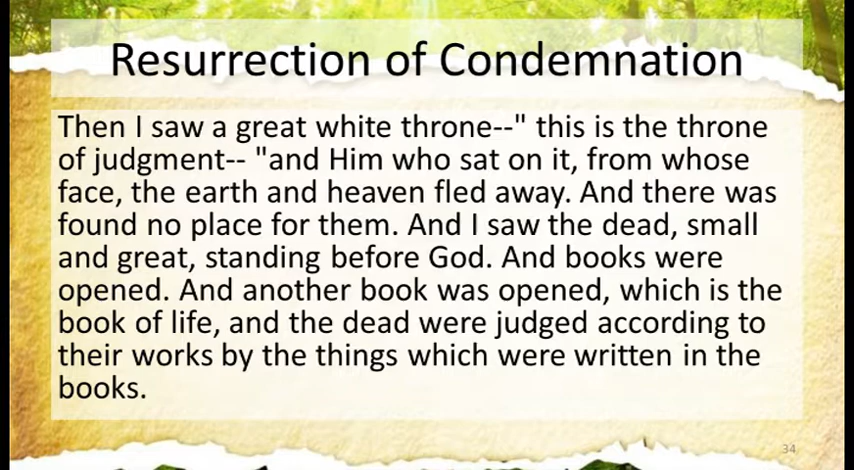 Resurrection of Condemnation
Then I saw a great white throne--" this is the throne
of judgment-- "and Him who sat on it, from whose
face, the earth and heaven fled away. And there was
found no place for them. And I saw the dead, small
and great, standing before God. And books were
opened. And another book was opened, which is the
book of life, and the dead were judged according to
their works by the things which were written in the
books.
34